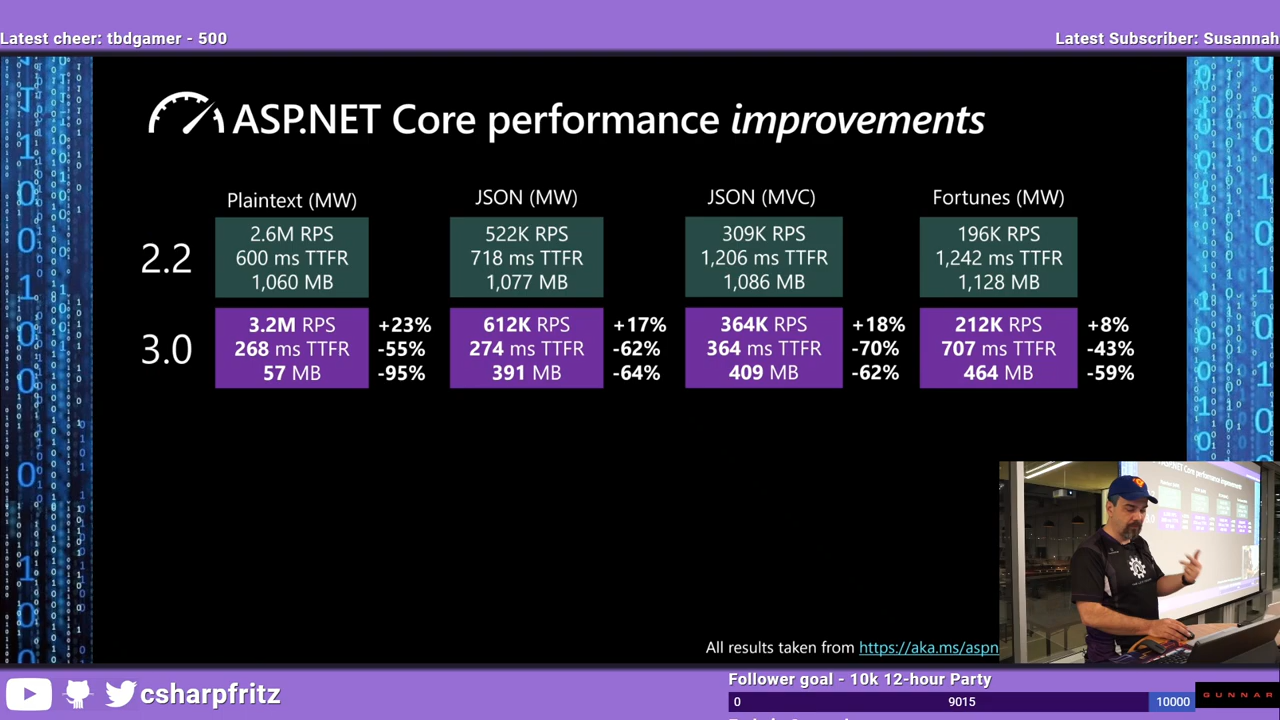 Latest cheer: tbdgamer - 500
Latest Subscriber: Susannah
ASP.NET Core performance improvements
Plaintext (MW)
JSON (MW)
JSON (MVC)
Fortunes (MW)
2.2
2.6M RPS
600 ms TTFR
1,060 MB
522K RPS
718 ms TTFR
1,077 MB
309K RPS
1,206 ms TTFR
1,086 MB
196K RPS
1,242 ms TTFR
1,128 MB
3.0
3.2M RPS
268 ms TTFR
57 MB
+23%
-55%
-95%
612K RPS
274 ms TTFR
391 MB
+17%
-62%
-64%
364K RPS
364 ms TTFR
409 MB
+18%
-70%
-62%
212K RPS
707 ms TTFR
464 MB
+8%
-43%
-59%
ASP.NET Core performance improvements
All results taken from https://aka.ms/aspn
csharpfritz
Follower goal - 10k 12-hour Party
0
9015
10000
GUNNAR